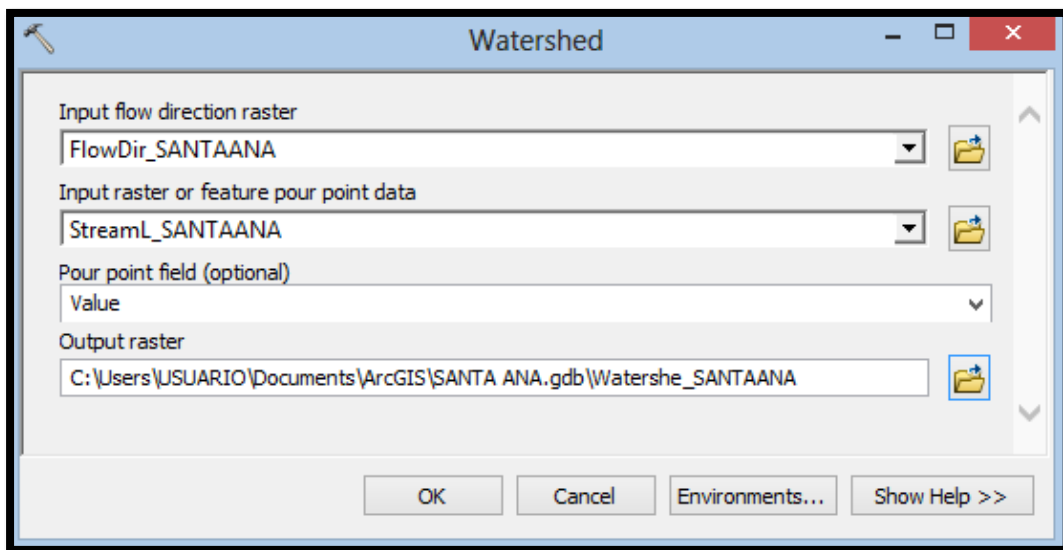 Watershed
Input flow direction raster
FlowDir_SANTAANA
Input raster or feature pour point data
StreamL_SANTAANA
Pour point field (optional)
Value
Output raster
C:\Users\USUARIO\Documents\ArcGIS\SANTA ANA.gdb\Watershe_SANTAANA
OK Cancel Environments... Show Help >>